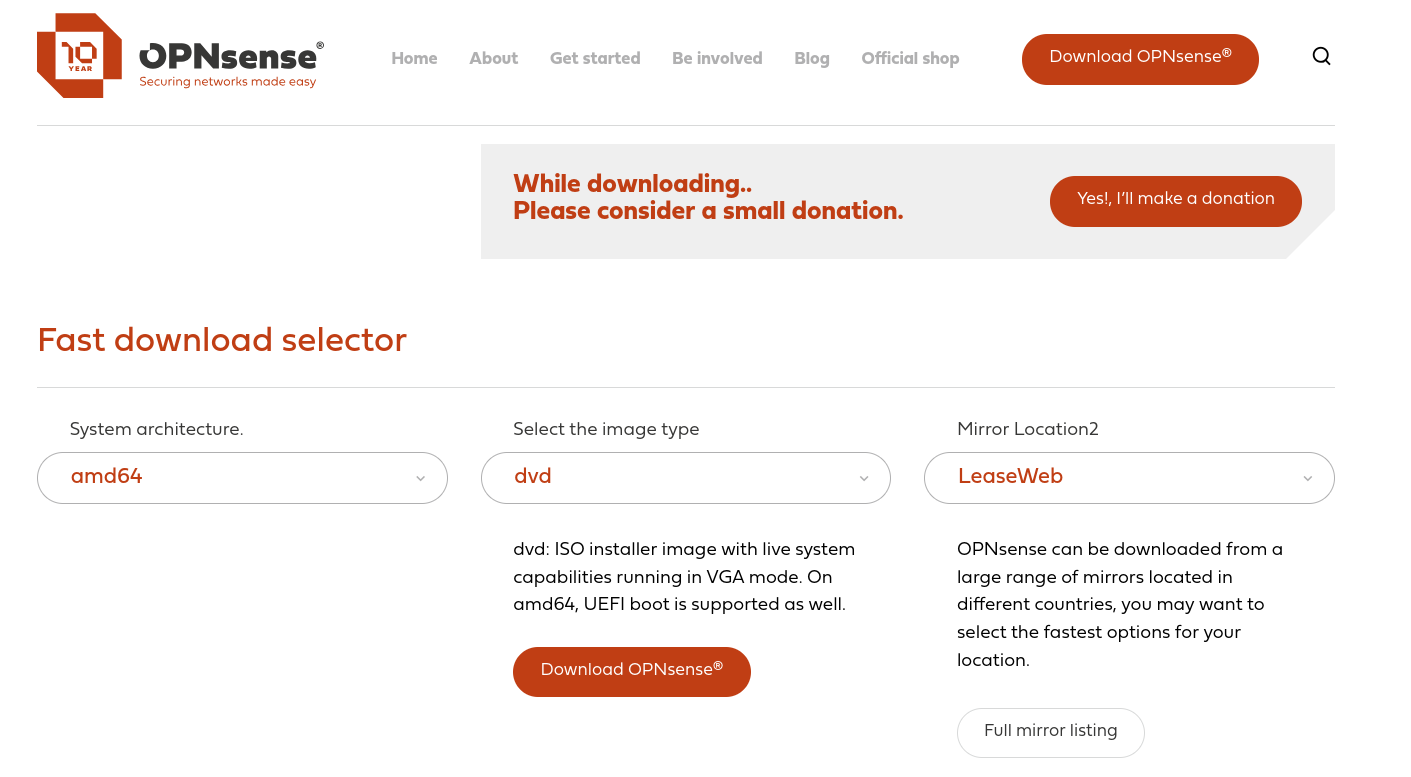 10
YEAR
OPNsense®
Securing networks made easy
Home
About
Get started
Be involved
Blog
Official shop
Download OPNsense®
While downloading..
Please consider a small donation.
Yes!, I'll make a donation
Fast download selector
System architecture.
amd64
Select the image type
dvd
dvd: ISO installer image with live system
capabilities running in VGA mode. On
amd64, UEFI boot is supported as well.
Download OPNsense®
Mirror Location2
LeaseWeb
OPNsense can be downloaded from a
large range of mirrors located in
different countries, you may want to
select the fastest options for your
location.
Full mirror listing